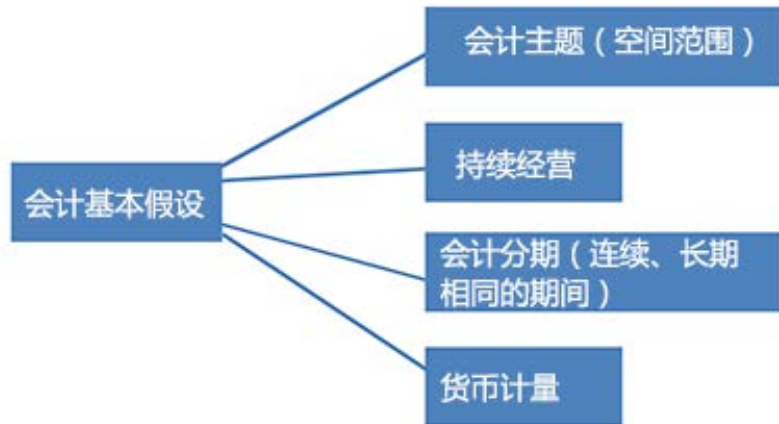 会计主题（空间范围）
持续经营
会计基本假设
会计分期（连续、长期
相同的期间）
货币计量